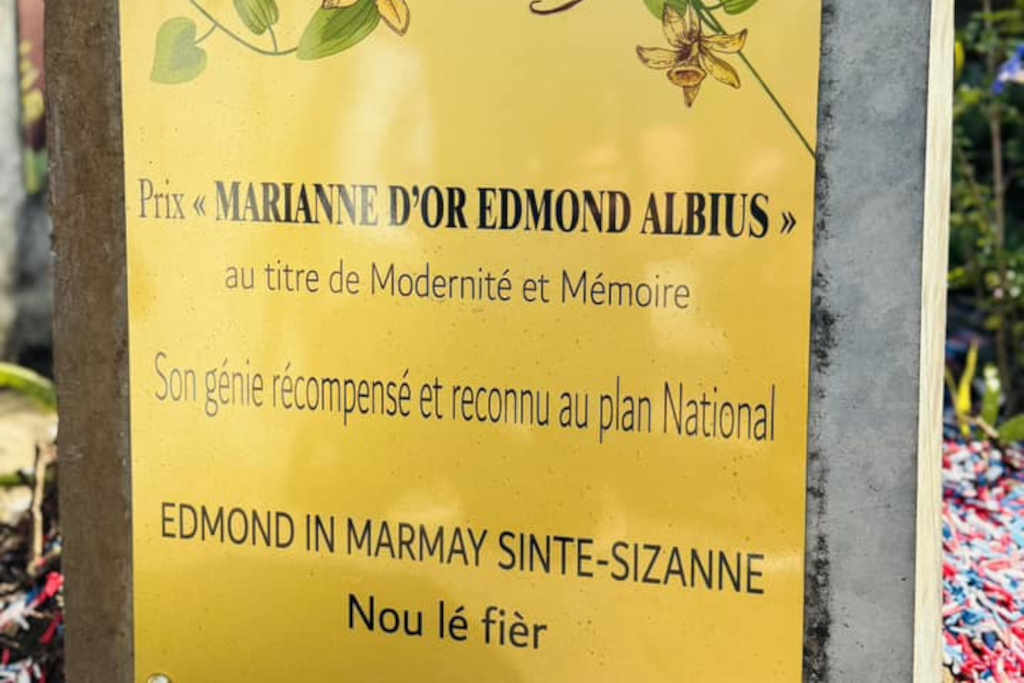 Prix « MARIANNE D'OR EDMOND ALBIUS »
au titre de Modernité et Mémoire
Son génie récompensé et reconnu au plan National
EDMOND IN MARMAY SINTE-SIZANNE
Nou lé fièr